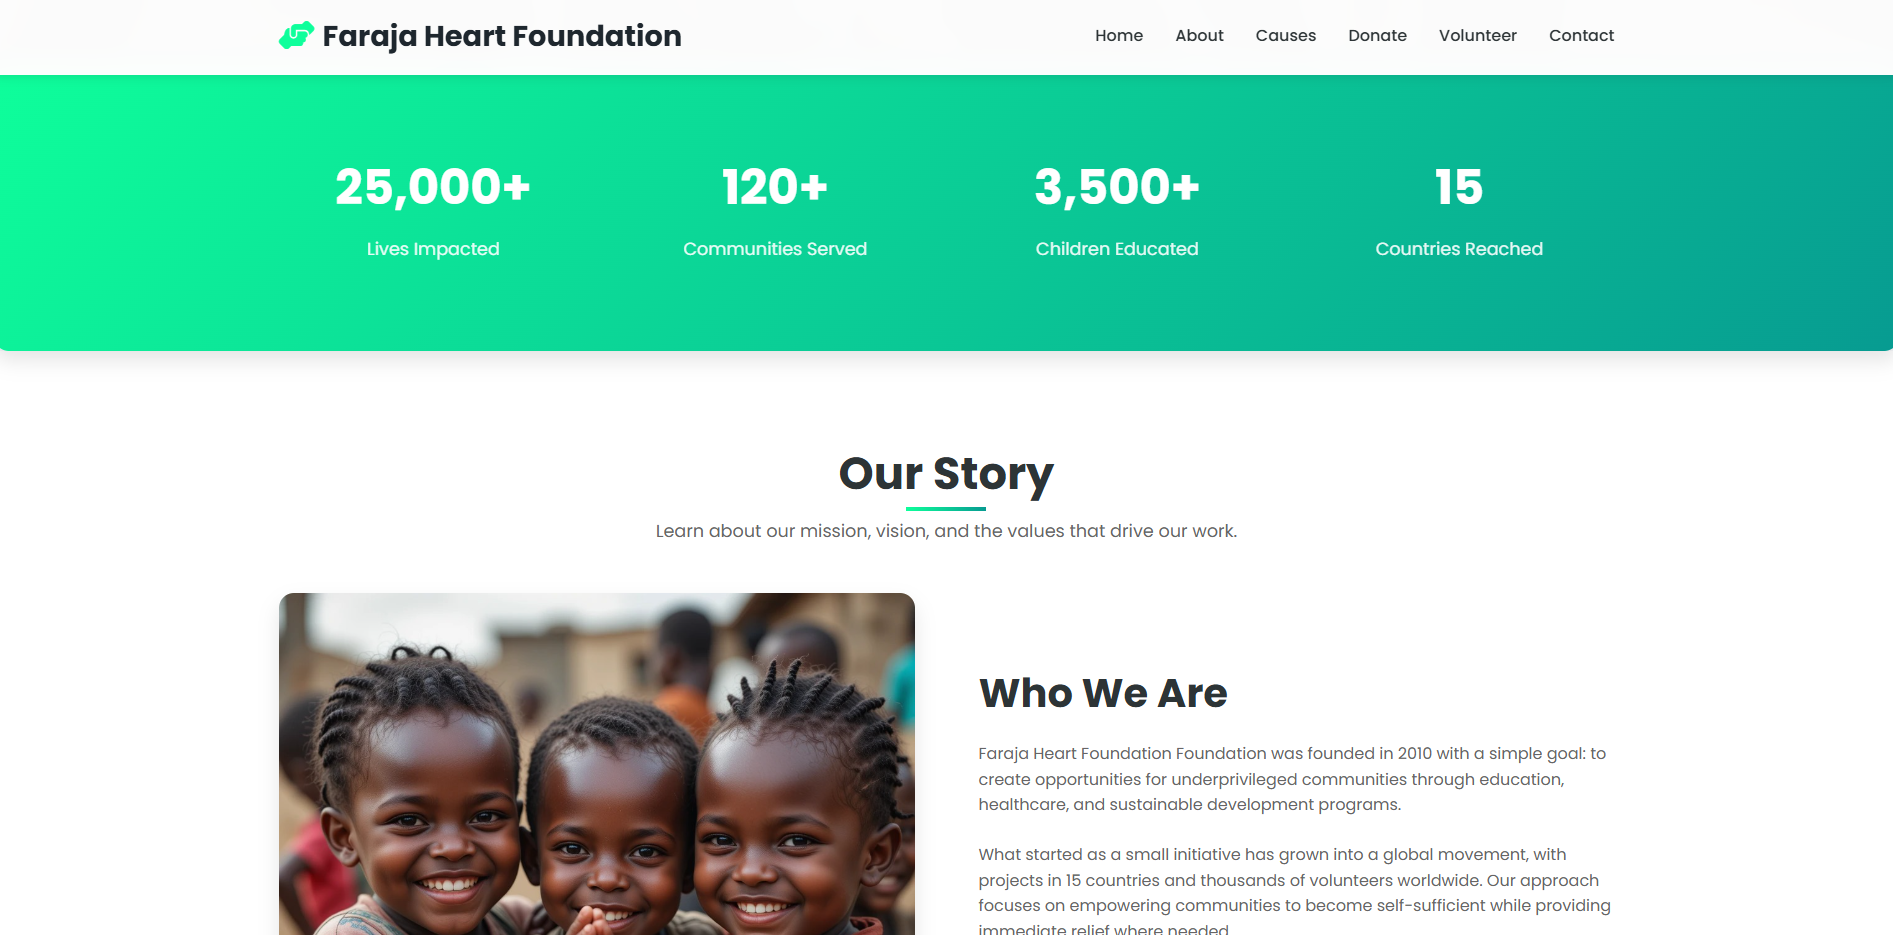 Faraja Heart Foundation
Home About Causes Donate Volunteer Contact
25,000+ 120+ 3,500+ 15
Lives Impacted Communities Served Children Educated Countries Reached
Our Story
Learn about our mission, vision, and the values that drive our work.
Who We Are
Faraja Heart Foundation Foundation was founded in 2010 with a simple goal: to
create opportunities for underprivileged communities through education,
healthcare, and sustainable development programs.
What started as a small initiative has grown into a global movement, with
projects in 15 countries and thousands of volunteers worldwide. Our approach
focuses on empowering communities to become self-sufficient while providing
immediate relief where needed.